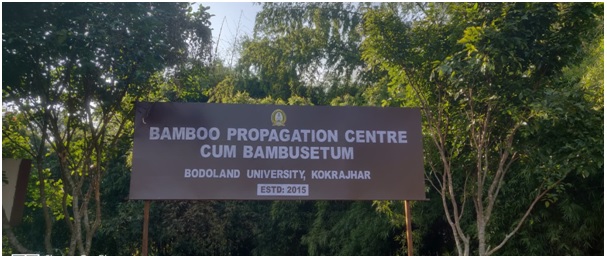 BAMBOO PROPAGATION CENTRE
CUM BAMBUSETUM
BODOLAND UNIVERSITY, KOKRAJHAR
ESTD: 2015